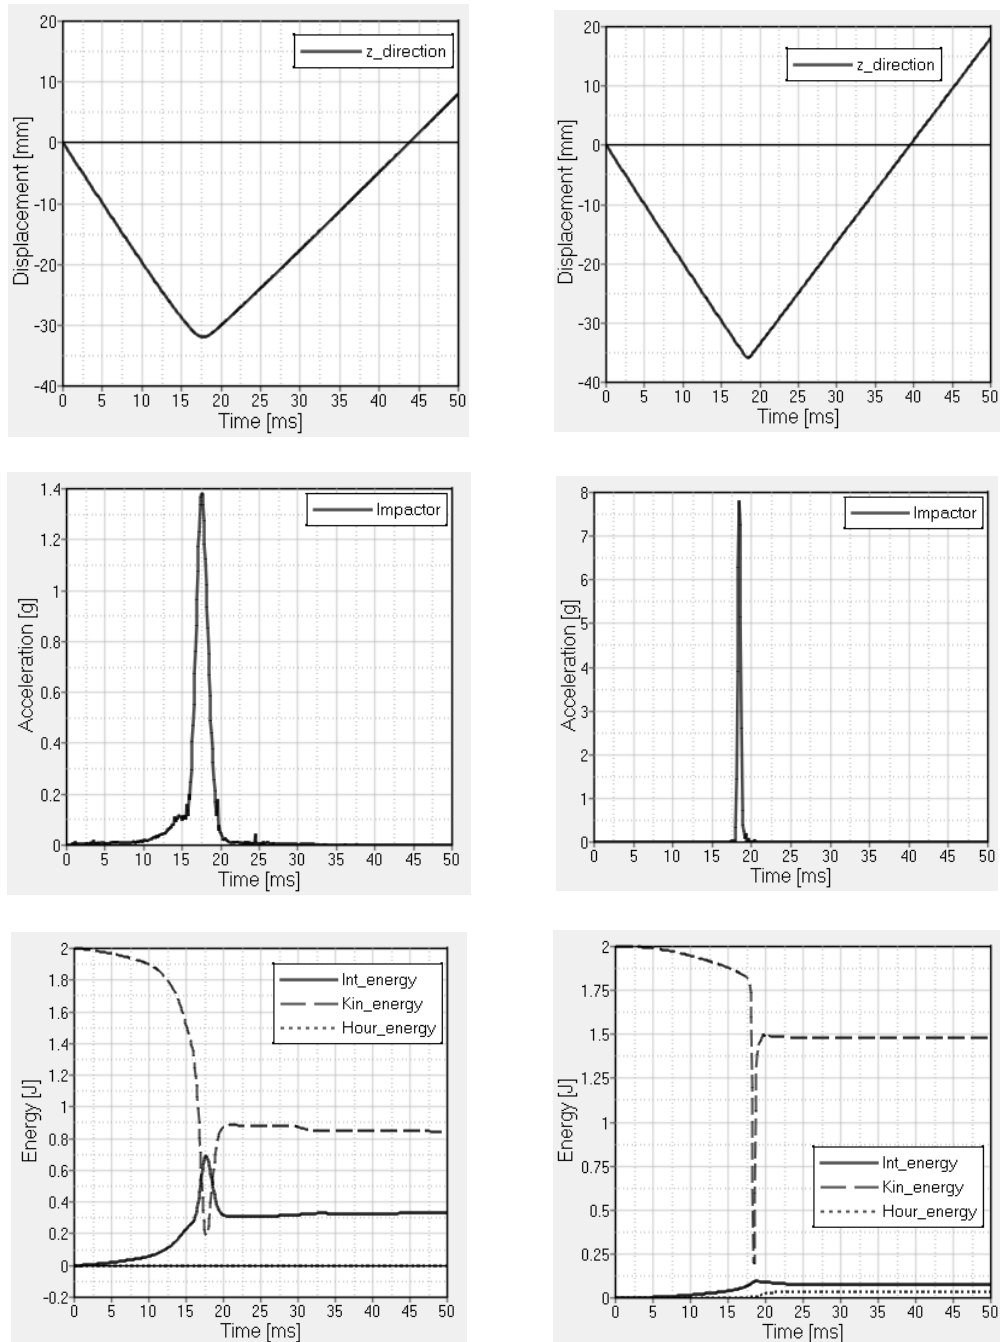 20
10
0
-10
-20
-30
-40
Displacement [mm]
z_direction
0 5 10 15 20 25 30 35 40 45 50
Time [ms]
20
10
0
-10
-20
-30
-40
Displacement [mm]
z_direction
0 5 10 15 20 25 30 35 40 45 50
Time [ms]
1.4
1.2
1
0.8
0.6
0.4
0.2
0
Acceleration [g]
Impactor
0 5 10 15 20 25 30 35 40 45 50
Time [ms]
8
7
6
5
4
3
2
1
0
Acceleration [g]
Impactor
0 5 10 15 20 25 30 35 40 45 50
Time [ms]
2
1.8
1.6
1.4
1.2
1
0.8
0.6
0.4
0.2
0
-0.2
Energy [J]
Int_energy
Kin_energy
Hour_energy
0 5 10 15 20 25 30 35 40 45 50
Time [ms]
2
1.75
1.5
1.25
1
0.75
0.5
0.25
0
Energy [J]
Int_energy
Kin_energy
Hour_energy
0 5 10 15 20 25 30 35 40 45 50
Time [ms]